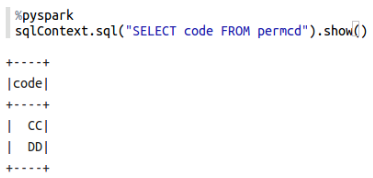 %pyspark
sqlContext.sql("SELECT code FROM permcd").show()
+----+
|code|
+----+
|  CC|
|  DD|
+----+